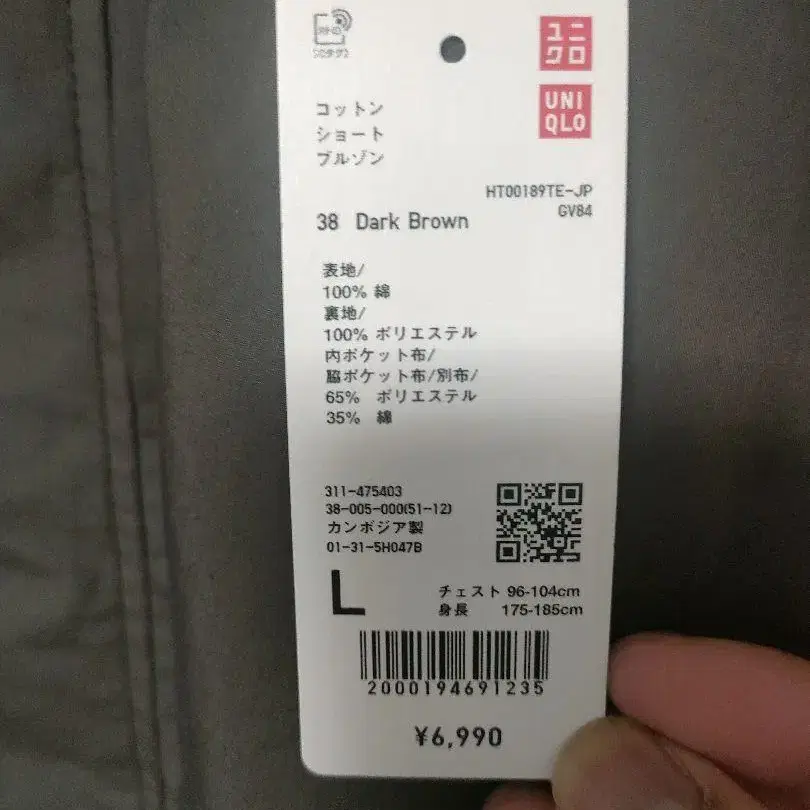 RFID
ユニ
クロ
UNI
QLO
コットン
ショート
ブルゾン
HT00189TE-JP
GV84
38 Dark Brown
表地/
100% 綿
裏地/
100% ポリエステル
内ポケット布/
脇ポケット布/別布/
65% ポリエステル
35% 綿
311-475403
38-005-000(51-12)
カンボジア製
01-31-5H047B
L
チェスト 96-104cm
身長 175-185cm
2000194691235
¥6,990